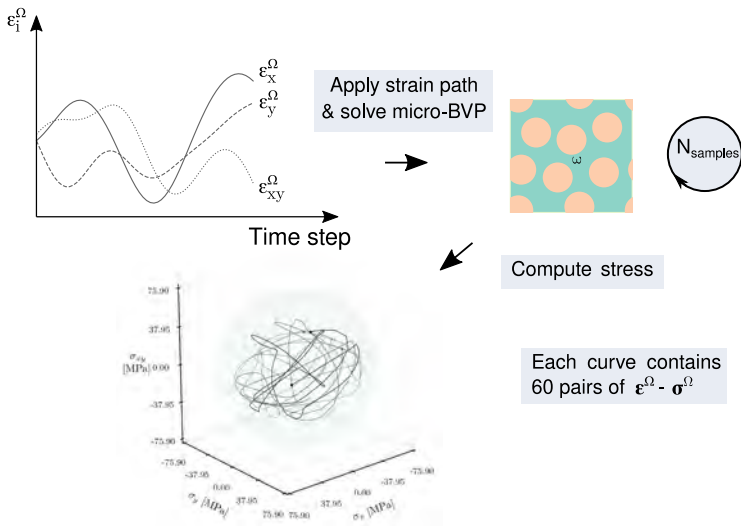 ε_i^Ω
ε_x^Ω
ε_y^Ω
ε_xy^Ω
Time step
Apply strain path
& solve micro-BVP
ω
N_samples
Compute stress
Each curve contains
60 pairs of ε^Ω - σ^Ω
75.90
37.95
0.00
-37.95
-75.90
σ_xy
[MPa]
-75.90
-37.95
0.00
37.95
75.90
[MPa]
-75.90
-37.95
0.00
37.95
75.90
[MPa]